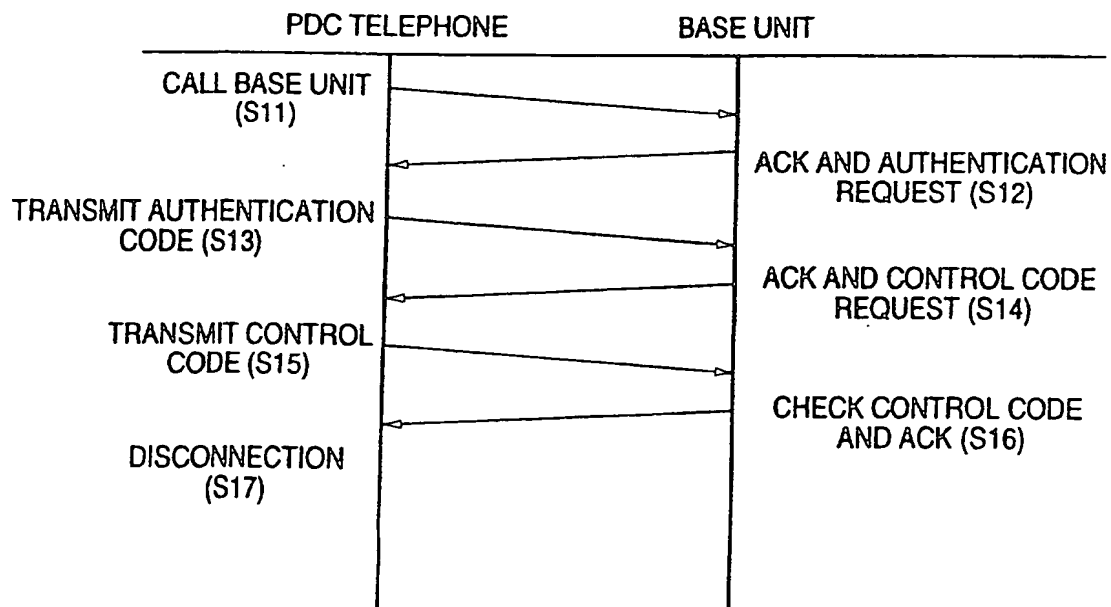 PDC TELEPHONE
BASE UNIT
CALL BASE UNIT
(S11)
ACK AND AUTHENTICATION
REQUEST (S12)
TRANSMIT AUTHENTICATION
CODE (S13)
ACK AND CONTROL CODE
REQUEST (S14)
TRANSMIT CONTROL
CODE (S15)
CHECK CONTROL CODE
AND ACK (S16)
DISCONNECTION
(S17)